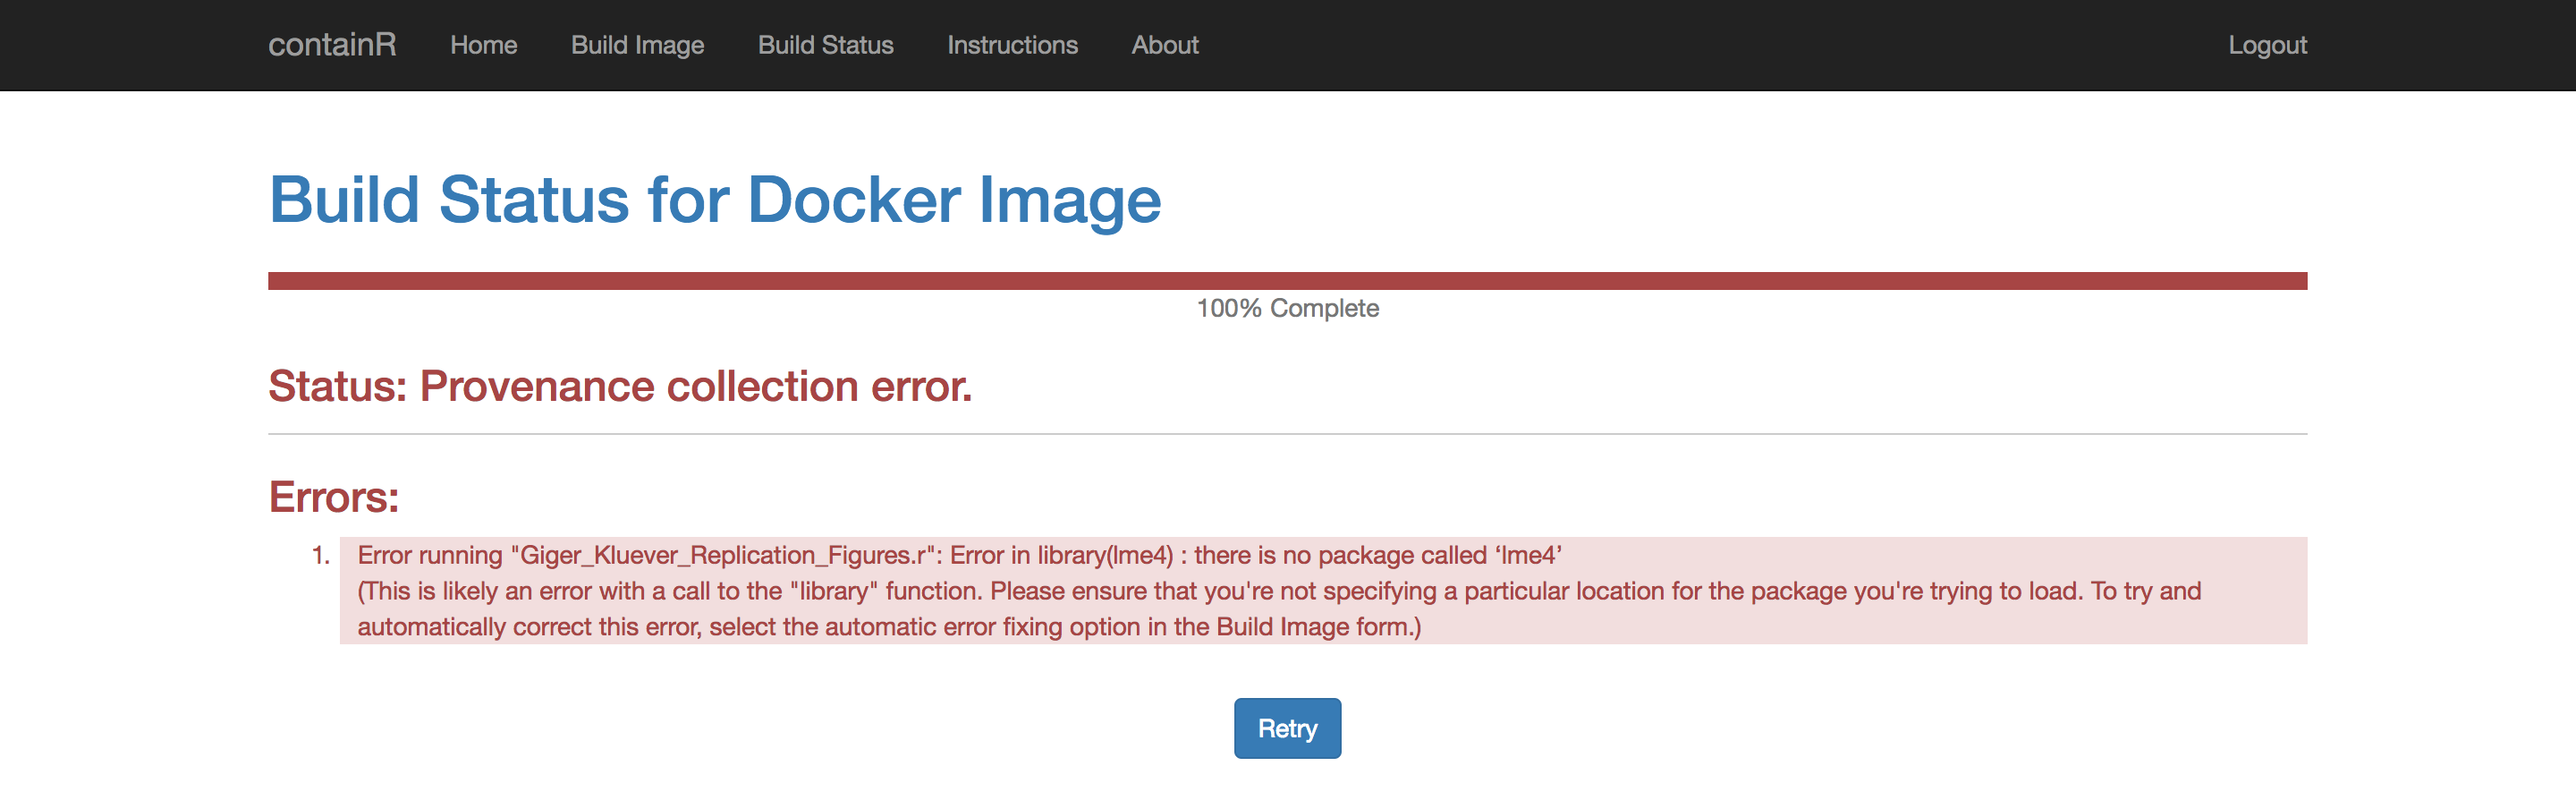 containR Home Build Image Build Status Instructions About Logout
Build Status for Docker Image
100% Complete
Status: Provenance collection error.
Errors:
1. Error running "Giger_Kluever_Replication_Figures.r": Error in library(lme4) : there is no package called ‘lme4’
(This is likely an error with a call to the "library" function. Please ensure that you're not specifying a particular location for the package you're trying to load. To try and
automatically correct this error, select the automatic error fixing option in the Build Image form.)
Retry